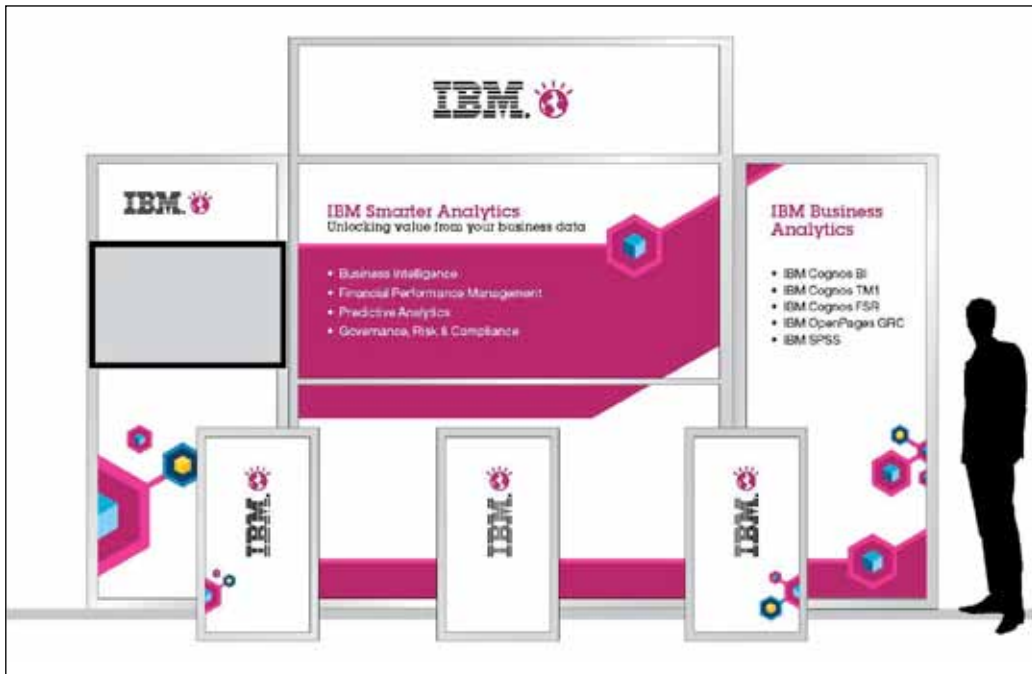 IBM.
IBM.
IBM Smarter Analytics
Unlocking value from your business data
• Business Intelligence
• Financial Performance Management
• Predictive Analytics
• Governance, Risk & Compliance
IBM Business
Analytics
• IBM Cognos BI
• IBM Cognos TM1
• IBM Cognos FSR
• IBM OpenPages GRC
• IBM SPSS
IBM.
IBM.
IBM.